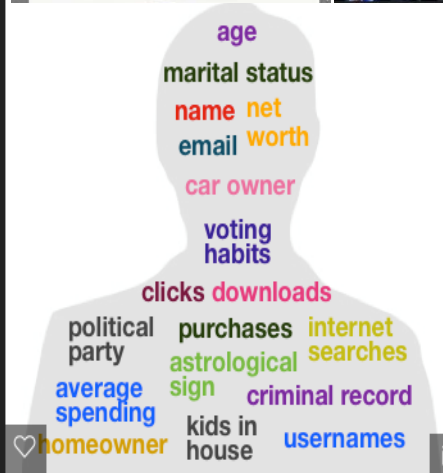 age
marital status
name net
worth
email
car owner
voting
habits
clicks downloads
political
party
purchases
internet
searches
astrological
sign
average
spending
criminal record
homeowner
kids in
house
usernames